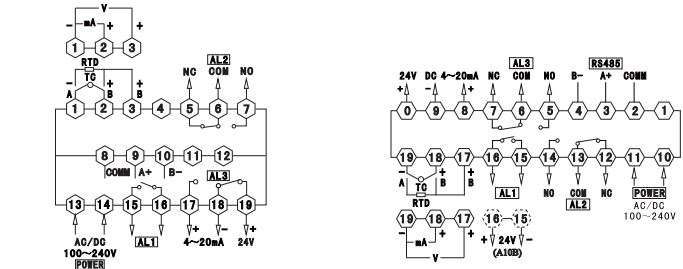 V
− mA + +
1 2 3
RTD
TC
− + +
A B B
AL2
NC COM NO
1 2 3 4 5 6 7
8 9 10 11 12
COMM A+ B-
AL3
13 14 15 16 17 18 19
AC/DC
100~240V
POWER
AL1
+ − +
4~20mA 24V
AL3 RS485
24V DC 4~20mA NC COM NO B- A+ COMM
+ − +
0 9 8 7 6 5 4 3 2 1
19 18 17 16 15 14 13 12 11 10
− + +
A B B
TC
RTD
AL1
NO COM NC
AL2
POWER
AC/DC
100~240V
19 18 17 16 15
− mA + +
V
+ 24V −
(A10B)